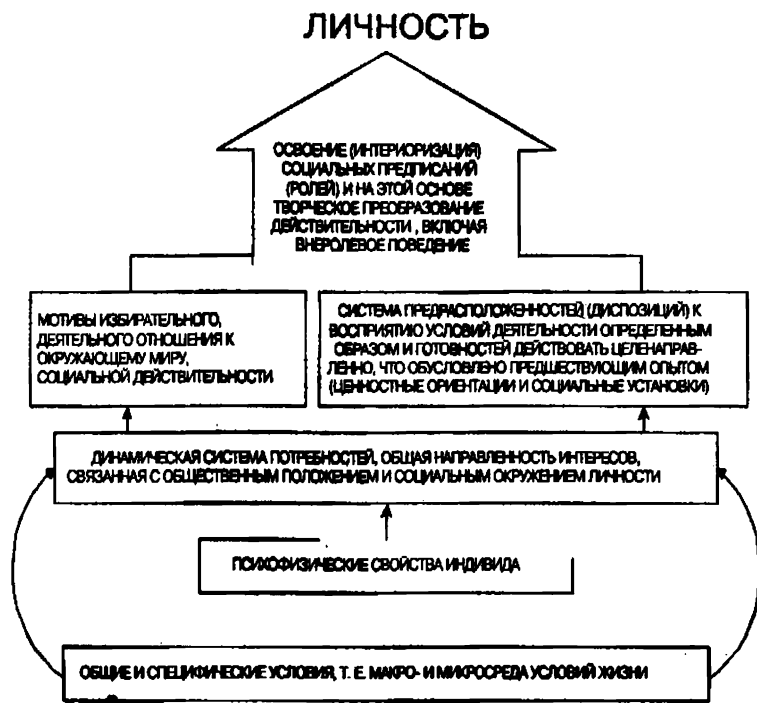 ЛИЧНОСТЬ
ОСВОЕНИЕ (ИНТЕРИОРИЗАЦИЯ)
СОЦИАЛЬНЫХ ПРЕДПИСАНИЙ
(РОЛЕЙ) И НА ЭТОЙ ОСНОВЕ
ТВОРЧЕСКОЕ ПРЕОБРАЗОВАНИЕ
ДЕЙСТВИТЕЛЬНОСТИ , ВКЛЮЧАЯ
ВНЕРОЛЕВОЕ ПОВЕДЕНИЕ
МОТИВЫ ИЗБИРАТЕЛЬНОГО,
ДЕЯТЕЛЬНОГО ОТНОШЕНИЯ К
ОКРУЖАЮЩЕМУ МИРУ,
СОЦИАЛЬНОЙ ДЕЙСТВИТЕЛЬНОСТИ
СИСТЕМА ПРЕДРАСПОЛОЖЕННОСТЕЙ (ДИСПОЗИЦИЙ) К
ВОСПРИЯТИЮ УСЛОВИЙ ДЕЯТЕЛЬНОСТИ ОПРЕДЕЛЕННЫМ
ОБРАЗОМ И ГОТОВНОСТЕЙ ДЕЙСТВОВАТЬ ЦЕЛЕНАПРАВ-
ЛЕННО, ЧТО ОБУСЛОВЛЕНО ПРЕДШЕСТВУЮЩИМ ОПЫТОМ
(ЦЕННОСТНЫЕ ОРИЕНТАЦИИ И СОЦИАЛЬНЫЕ УСТАНОВКИ)
ДИНАМИЧЕСКАЯ СИСТЕМА ПОТРЕБНОСТЕЙ, ОБЩАЯ НАПРАВЛЕННОСТЬ ИНТЕРЕСОВ,
СВЯЗАННАЯ С ОБЩЕСТВЕННЫМ ПОЛОЖЕНИЕМ И СОЦИАЛЬНЫМ ОКРУЖЕНИЕМ ЛИЧНОСТИ
ПСИХОФИЗИЧЕСКИЕ СВОЙСТВА ИНДИВИДА
ОБЩИЕ И СПЕЦИФИЧЕСКИЕ УСЛОВИЯ, Т. Е. МАКРО- И МИКРОСРЕДА УСЛОВИЙ ЖИЗНИ